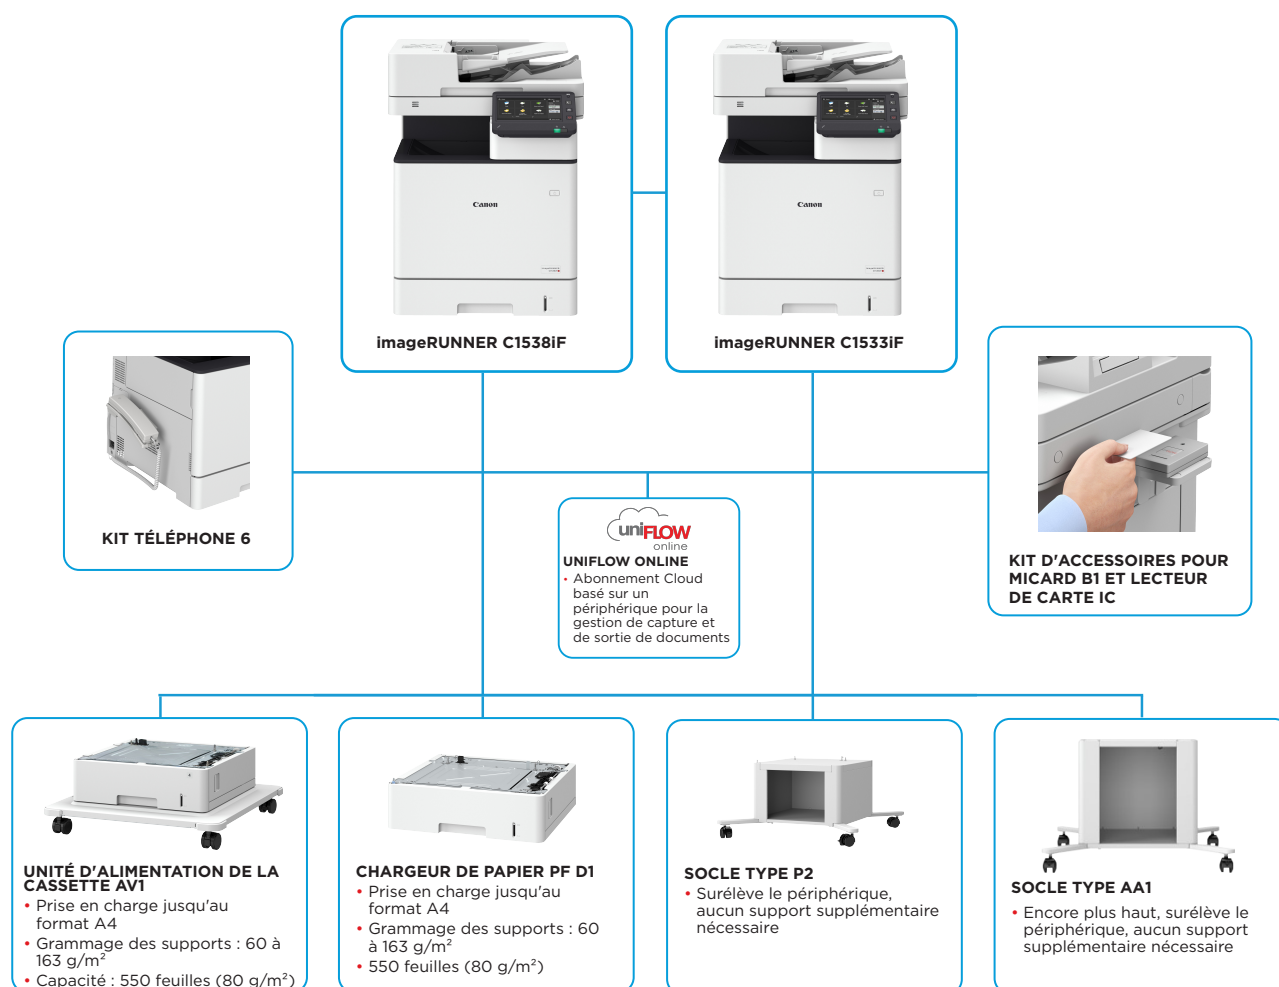 Canon
Canon
imageRUNNER C1538iF
imageRUNNER C1533iF
KIT TÉLÉPHONE 6
uniFLOW
online
UNIFLOW ONLINE
• Abonnement Cloud
basé sur un
périphérique pour la
gestion de capture et
de sortie de documents
KIT D'ACCESSOIRES POUR
MICARD B1 ET LECTEUR
DE CARTE IC
UNITÉ D'ALIMENTATION DE LA
CASSETTE AV1
• Prise en charge jusqu'au
format A4
• Grammage des supports : 60 à
163 g/m²
• Capacité : 550 feuilles (80 g/m²)
CHARGEUR DE PAPIER PF D1
• Prise en charge jusqu'au
format A4
• Grammage des supports : 60
à 163 g/m²
• 550 feuilles (80 g/m²)
SOCLE TYPE P2
• Surélève le périphérique,
aucun support supplémentaire
nécessaire
SOCLE TYPE AA1
• Encore plus haut, surélève le
périphérique, aucun support
supplémentaire nécessaire